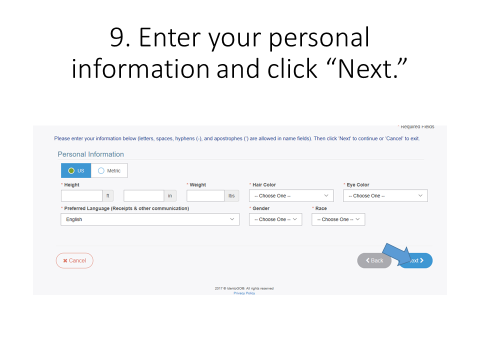 9. Enter your personal
information and click “Next.”
* Required Fields
Please enter your information below (letters, spaces, hyphens (-), and apostrophes (') are allowed in name fields). Then click 'Next' to continue or 'Cancel' to exit
Personal Information
US Metric
* Height * Weight * Hair Color * Eye Color
ft in lbs -- Choose One -- -- Choose One --
* Preferred Language (Receipts & other communication) * Gender * Race
English -- Choose One -- -- Choose One --
Cancel Back ext
2017 © IdentoGO®. All rights reserved
Privacy Policy